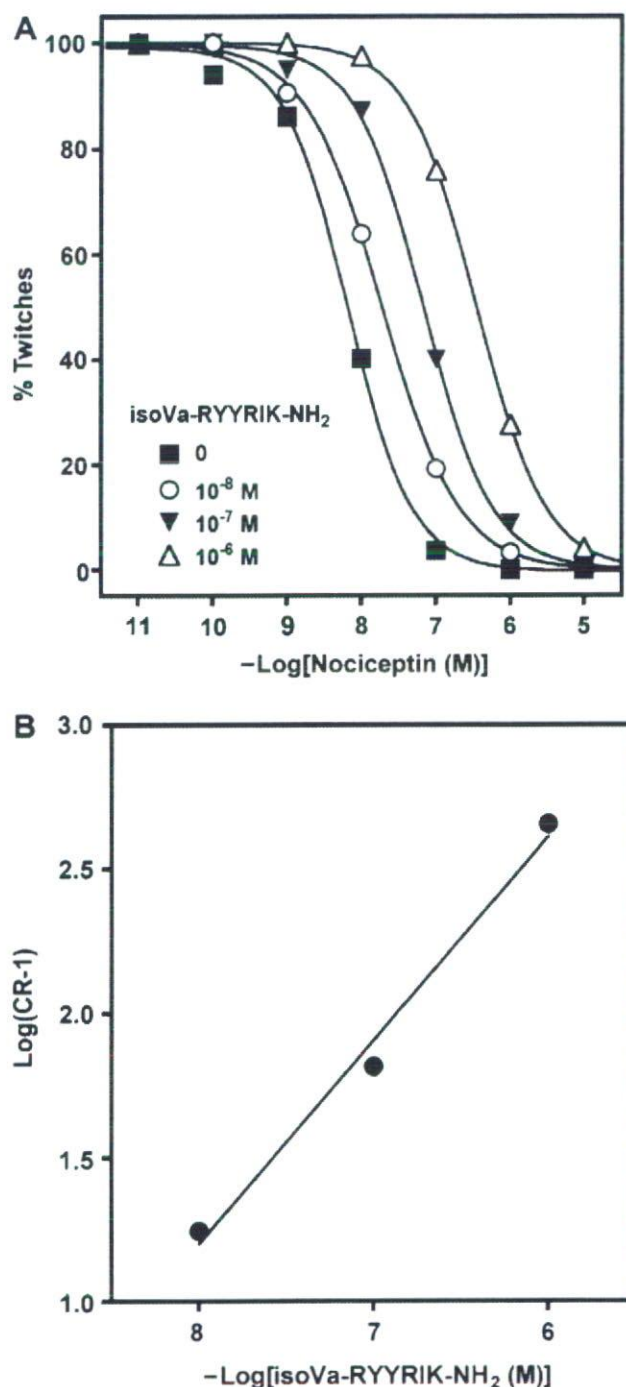 A
100
80
60
40
20
0
% Twitches
isoVa-RYYRIK-NH₂
0
10⁻⁸ M
10⁻⁷ M
10⁻⁶ M
11 10 9 8 7 6 5
−Log[Nociceptin (M)]
B
3.0
2.5
2.0
1.5
1.0
Log(CR-1)
8 7 6
−Log[isoVa-RYYRIK-NH₂ (M)]